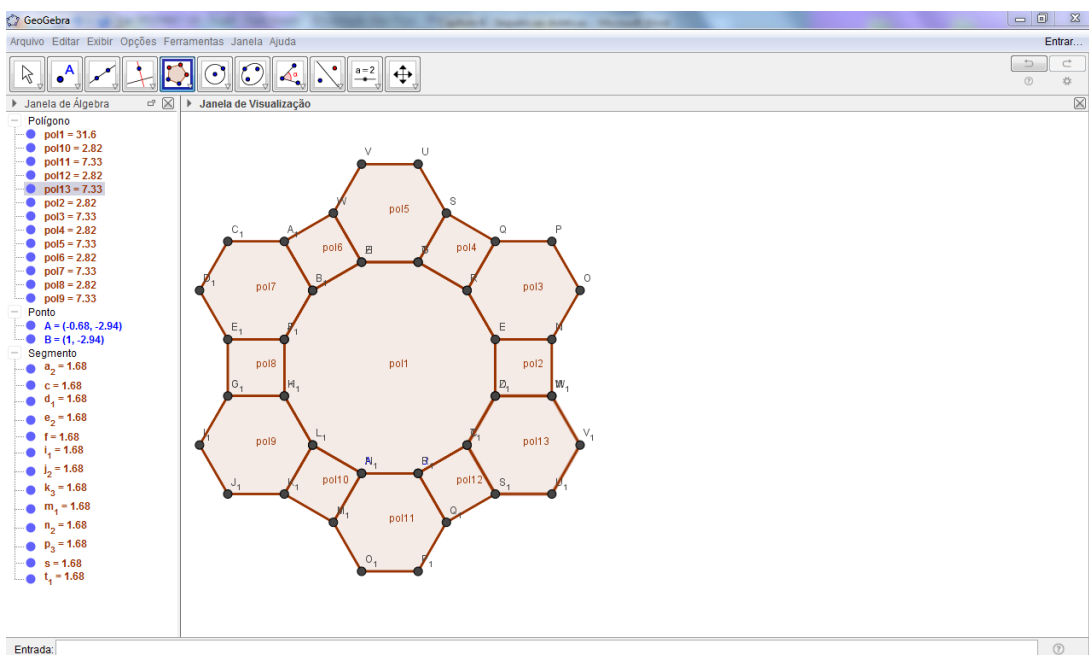 GeoGebra
Arquivo Editar Exibir Opções Ferramentas Janela Ajuda
Entrar...
A
a=2
Janela de Álgebra
Janela de Visualização
Polígono
pol1 = 31.6
pol10 = 2.82
pol11 = 7.33
pol12 = 2.82
pol13 = 7.33
pol2 = 2.82
pol3 = 7.33
pol4 = 2.82
pol5 = 7.33
pol6 = 2.82
pol7 = 7.33
pol8 = 2.82
pol9 = 7.33
Ponto
A = (-0.68, -2.94)
B = (1, -2.94)
Segmento
a₂ = 1.68
c = 1.68
d₁ = 1.68
e₂ = 1.68
f = 1.68
i₁ = 1.68
j₂ = 1.68
k₃ = 1.68
m₁ = 1.68
n₂ = 1.68
p₃ = 1.68
s = 1.68
t₁ = 1.68
V U
W pol5 S
C₁ A₁ Q P
pol6 pol4
B₁ R O
pol7 pol3
E₁ E N
pol8 pol1 pol2
G₁
L₁ V₁
pol9 pol13
J₁ K₁ pol10 pol12 S₁ U₁
pol11 Q₁
O₁ P₁
Entrada: